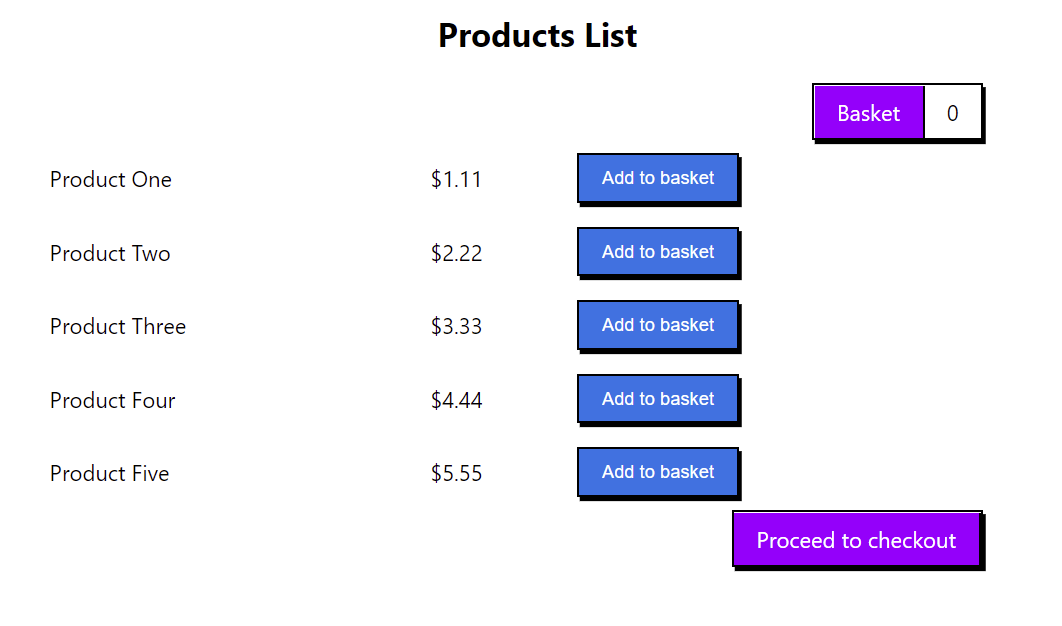 Products List
Basket 0
Product One $1.11 Add to basket
Product Two $2.22 Add to basket
Product Three $3.33 Add to basket
Product Four $4.44 Add to basket
Product Five $5.55 Add to basket
Proceed to checkout